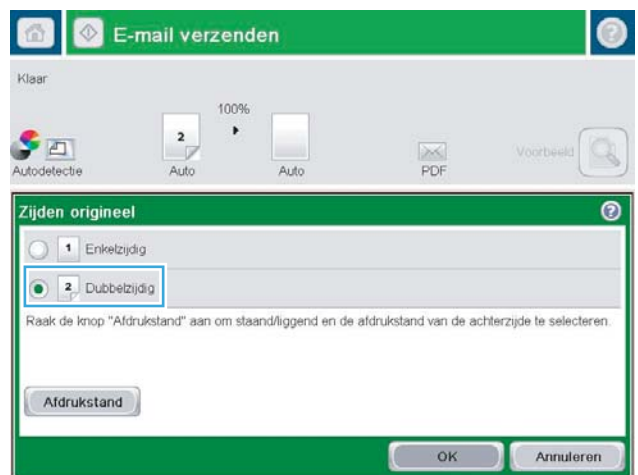 E-mail verzenden
Klaar
100%
2
Autodetectie Auto Auto PDF Voorbeeld
Zijden origineel
1 Enkelzijdig
2 Dubbelzijdig
Raak de knop "Afdrukstand" aan om staand/liggend en de afdrukstand van de achterzijde te selecteren.
Afdrukstand
OK Annuleren